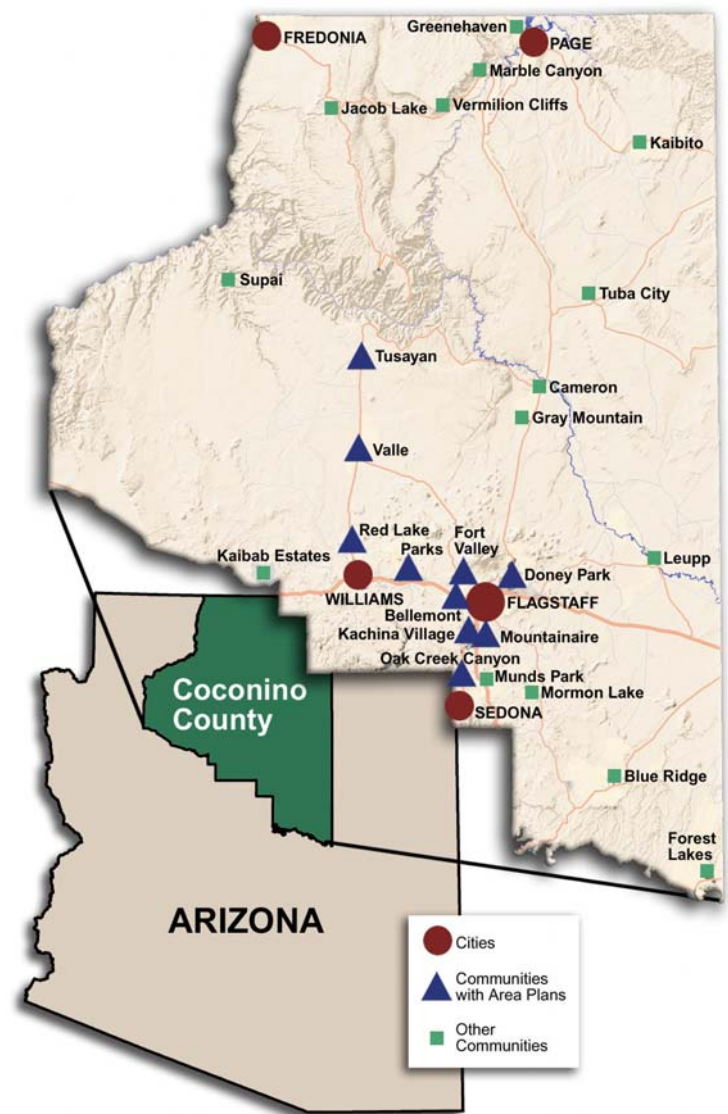 Greenehaven
FREDONIA
PAGE
Marble Canyon
Jacob Lake
Vermilion Cliffs
Kaibito
Supai
Tuba City
Tusayan
Cameron
Gray Mountain
Valle
Red Lake
Parks
Fort
Valley
Kaibab Estates
Leupp
Doney Park
WILLIAMS
FLAGSTAFF
Bellemont
Kachina Village
Mountainaire
Oak Creek Canyon
Munds Park
Mormon Lake
SEDONA
Blue Ridge
Forest
Lakes
Coconino
County
ARIZONA
Cities
Communities
with Area Plans
Other
Communities